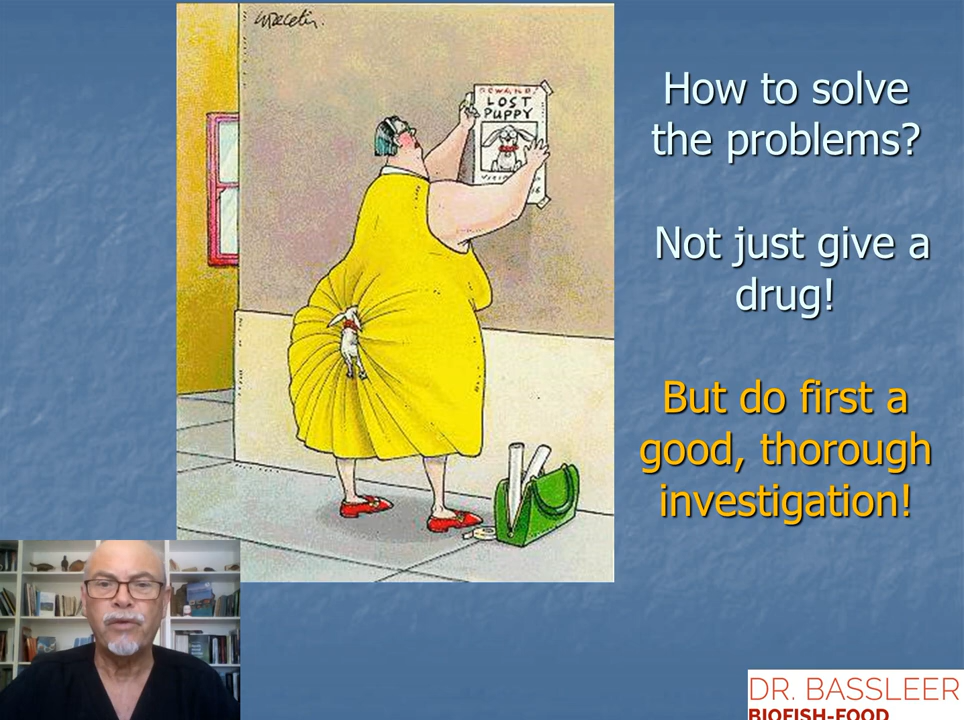 REWARD!
LOST
PUPPY
How to solve
the problems?
Not just give a
drug!
But do first a
good, thorough
investigation!
DR. BASSLEER
BIOFISH-FOOD